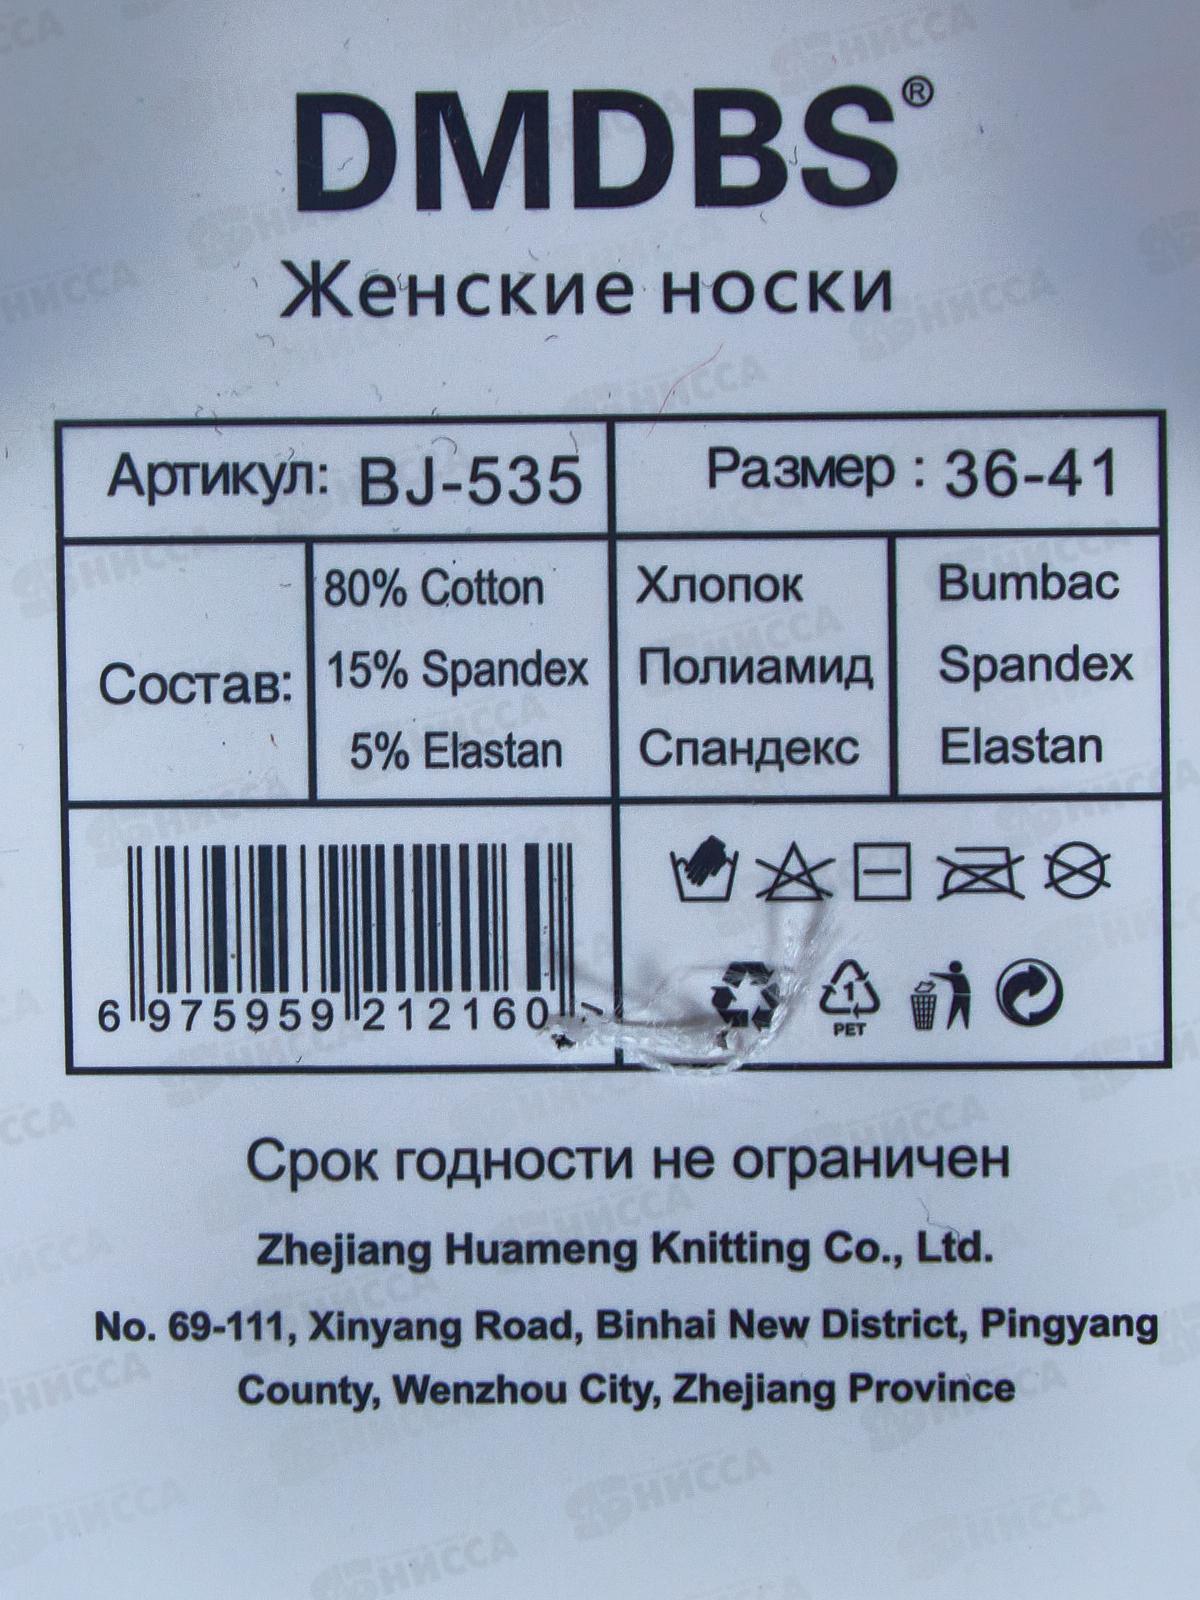 DMDBS®
Женские носки
Артикул: BJ-535
Размер : 36-41
Состав:
80% Cotton
15% Spandex
5% Elastan
Хлопок
Полиамид
Спандекс
Bumbac
Spandex
Elastan
6 975959 212160
1
PET
Срок годности не ограничен
Zhejiang Huameng Knitting Co., Ltd.
No. 69-111, Xinyang Road, Binhai New District, Pingyang
County, Wenzhou City, Zhejiang Province